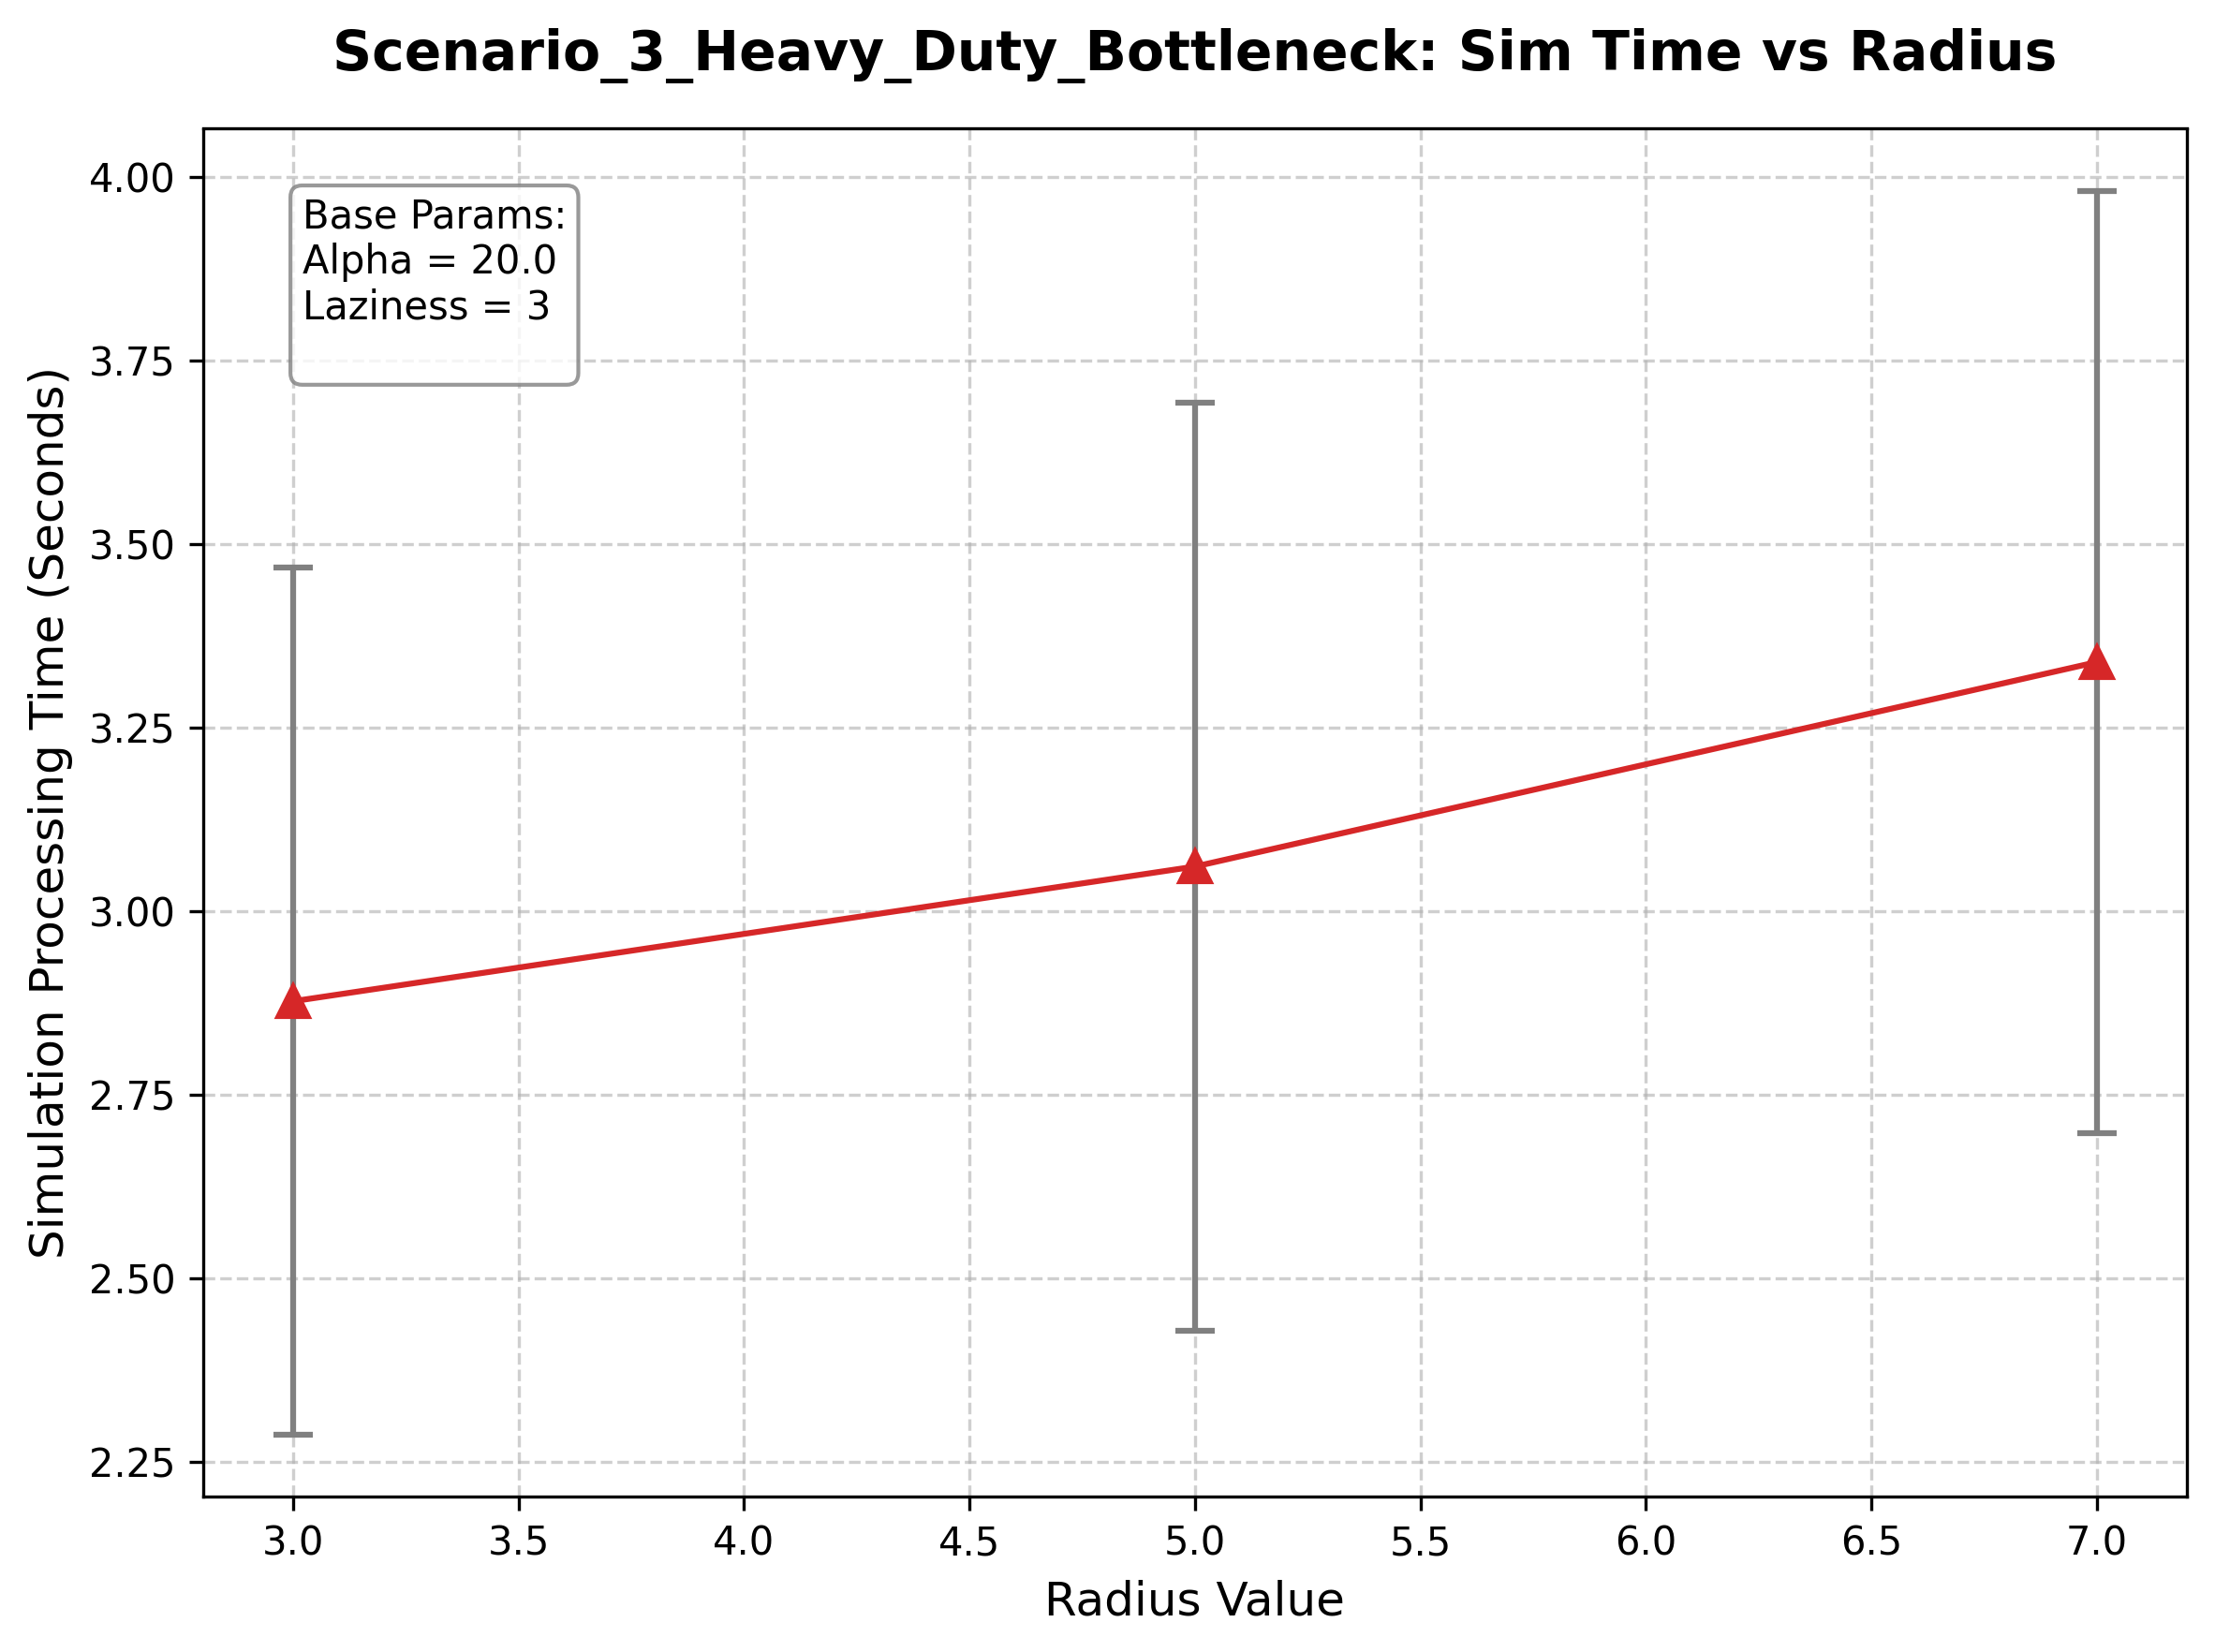 Scenario_3_Heavy_Duty_Bottleneck: Sim Time vs Radius
Base Params:
Alpha = 20.0
Laziness = 3
Simulation Processing Time (Seconds)
4.00
3.75
3.50
3.25
3.00
2.75
2.50
2.25
3.0 3.5 4.0 4.5 5.0 5.5 6.0 6.5 7.0
Radius Value